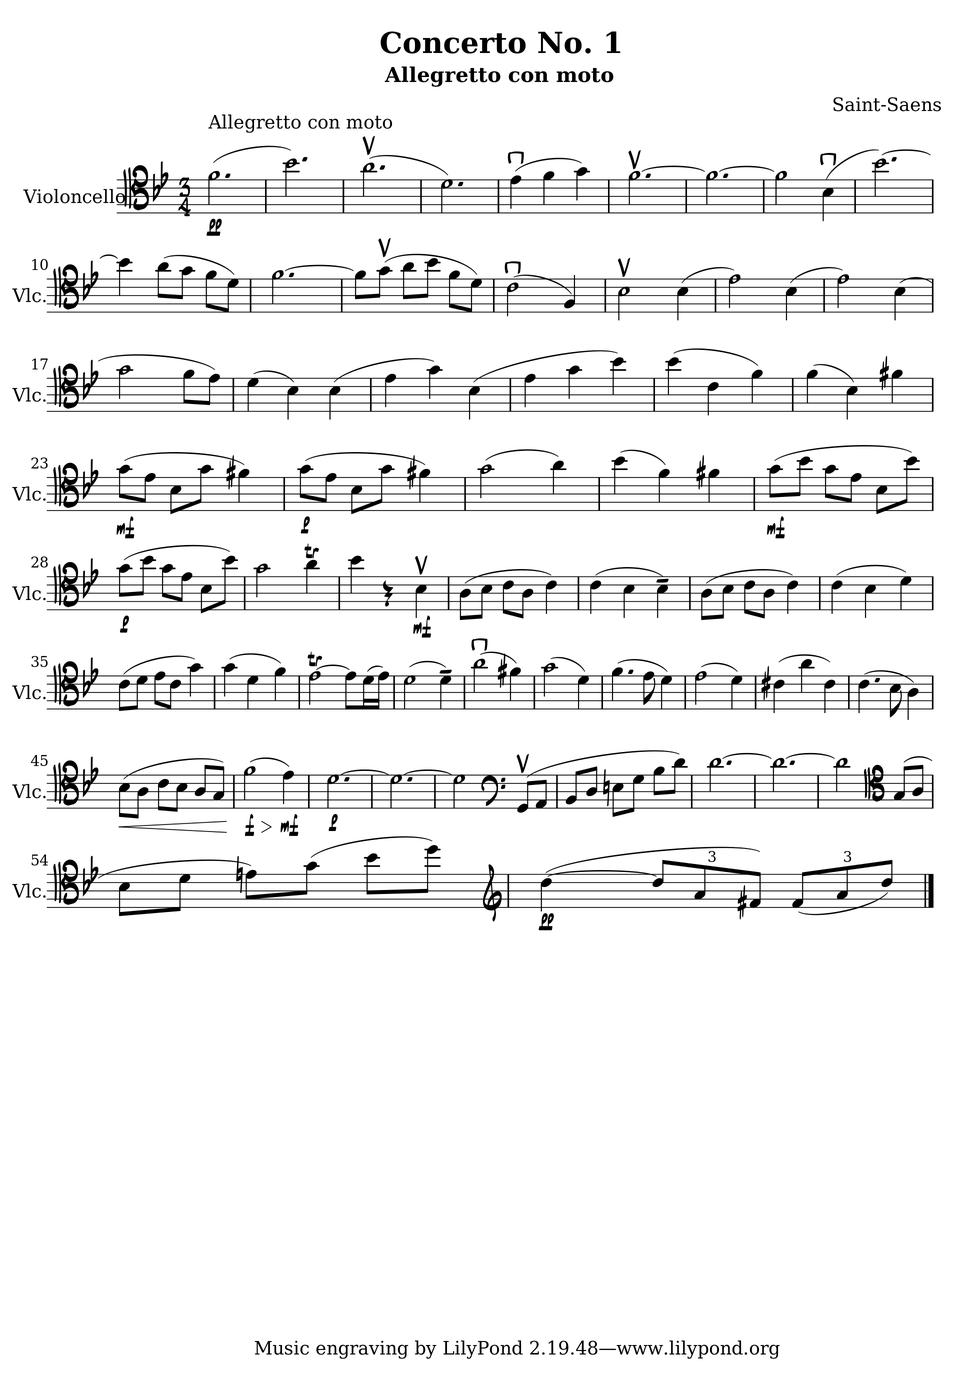 Concerto No. 1
Allegretto con moto
Saint-Saens
Allegretto con moto
Violoncello
3
4
pp
10
Vlc.
17
Vlc.
23
Vlc.
mf
p
mf
28
Vlc.
p
tr
mf
35
Vlc.
tr
45
Vlc.
f
mf
p
54
Vlc.
pp
3
3
Music engraving by LilyPond 2.19.48—www.lilypond.org